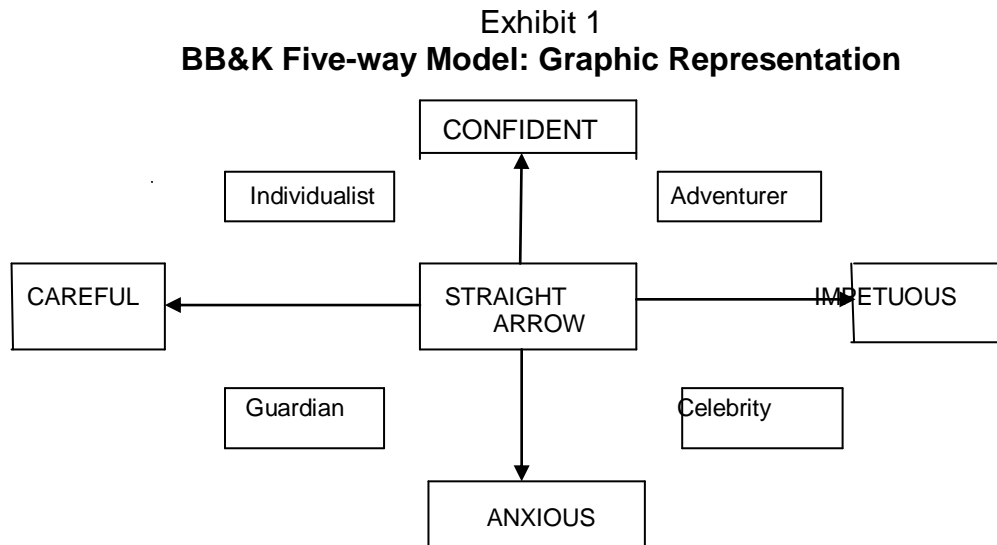 Exhibit 1
BB&K Five-way Model: Graphic Representation
CONFIDENT
Individualist
Adventurer
CAREFUL
STRAIGHT
ARROW
IMPETUOUS
Guardian
Celebrity
ANXIOUS